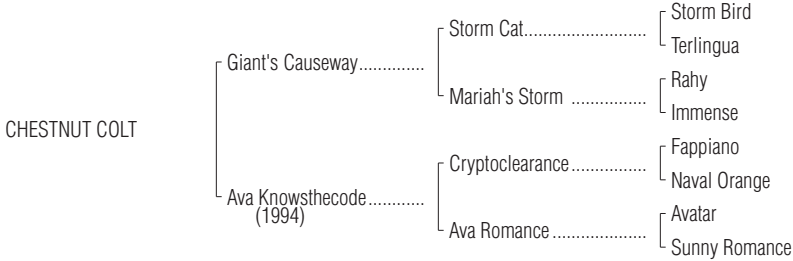 Storm Bird
Storm Cat.........................
Terlingua
Giant's Causeway..............
Rahy
Mariah's Storm ................
Immense
CHESTNUT COLT
Fappiano
Cryptoclearance................
Naval Orange
Ava Knowsthecode............
(1994)
Avatar
Ava Romance ....................
Sunny Romance